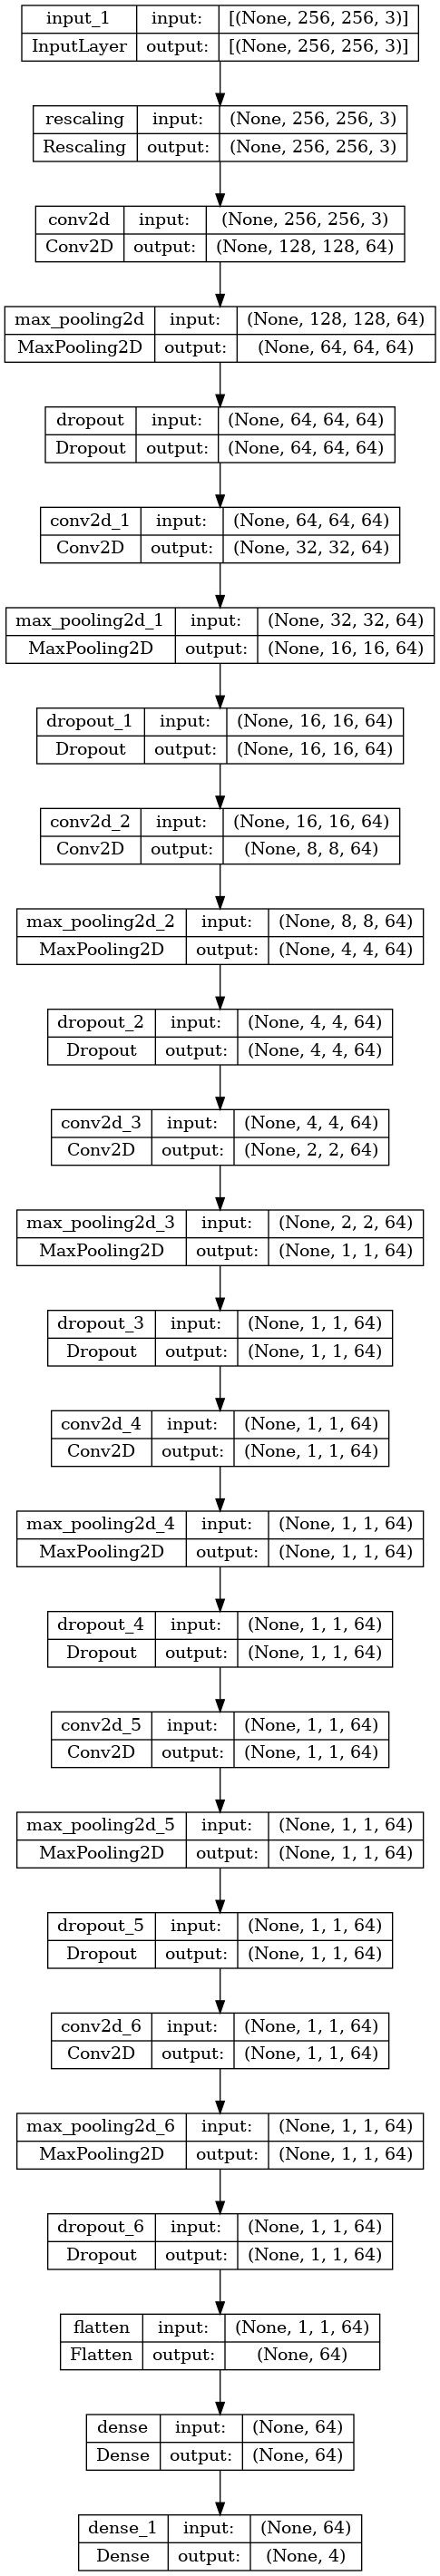 input_1 input: [(None, 256, 256, 3)]
InputLayer output: [(None, 256, 256, 3)]
rescaling input: (None, 256, 256, 3)
Rescaling output: (None, 256, 256, 3)
conv2d input: (None, 256, 256, 3)
Conv2D output: (None, 128, 128, 64)
max_pooling2d input: (None, 128, 128, 64)
MaxPooling2D output: (None, 64, 64, 64)
dropout input: (None, 64, 64, 64)
Dropout output: (None, 64, 64, 64)
conv2d_1 input: (None, 64, 64, 64)
Conv2D output: (None, 32, 32, 64)
max_pooling2d_1 input: (None, 32, 32, 64)
MaxPooling2D output: (None, 16, 16, 64)
dropout_1 input: (None, 16, 16, 64)
Dropout output: (None, 16, 16, 64)
conv2d_2 input: (None, 16, 16, 64)
Conv2D output: (None, 8, 8, 64)
max_pooling2d_2 input: (None, 8, 8, 64)
MaxPooling2D output: (None, 4, 4, 64)
dropout_2 input: (None, 4, 4, 64)
Dropout output: (None, 4, 4, 64)
conv2d_3 input: (None, 4, 4, 64)
Conv2D output: (None, 2, 2, 64)
max_pooling2d_3 input: (None, 2, 2, 64)
MaxPooling2D output: (None, 1, 1, 64)
dropout_3 input: (None, 1, 1, 64)
Dropout output: (None, 1, 1, 64)
conv2d_4 input: (None, 1, 1, 64)
Conv2D output: (None, 1, 1, 64)
max_pooling2d_4 input: (None, 1, 1, 64)
MaxPooling2D output: (None, 1, 1, 64)
dropout_4 input: (None, 1, 1, 64)
Dropout output: (None, 1, 1, 64)
conv2d_5 input: (None, 1, 1, 64)
Conv2D output: (None, 1, 1, 64)
max_pooling2d_5 input: (None, 1, 1, 64)
MaxPooling2D output: (None, 1, 1, 64)
dropout_5 input: (None, 1, 1, 64)
Dropout output: (None, 1, 1, 64)
conv2d_6 input: (None, 1, 1, 64)
Conv2D output: (None, 1, 1, 64)
max_pooling2d_6 input: (None, 1, 1, 64)
MaxPooling2D output: (None, 1, 1, 64)
dropout_6 input: (None, 1, 1, 64)
Dropout output: (None, 1, 1, 64)
flatten input: (None, 1, 1, 64)
Flatten output: (None, 64)
dense input: (None, 64)
Dense output: (None, 64)
dense_1 input: (None, 64)
Dense output: (None, 4)